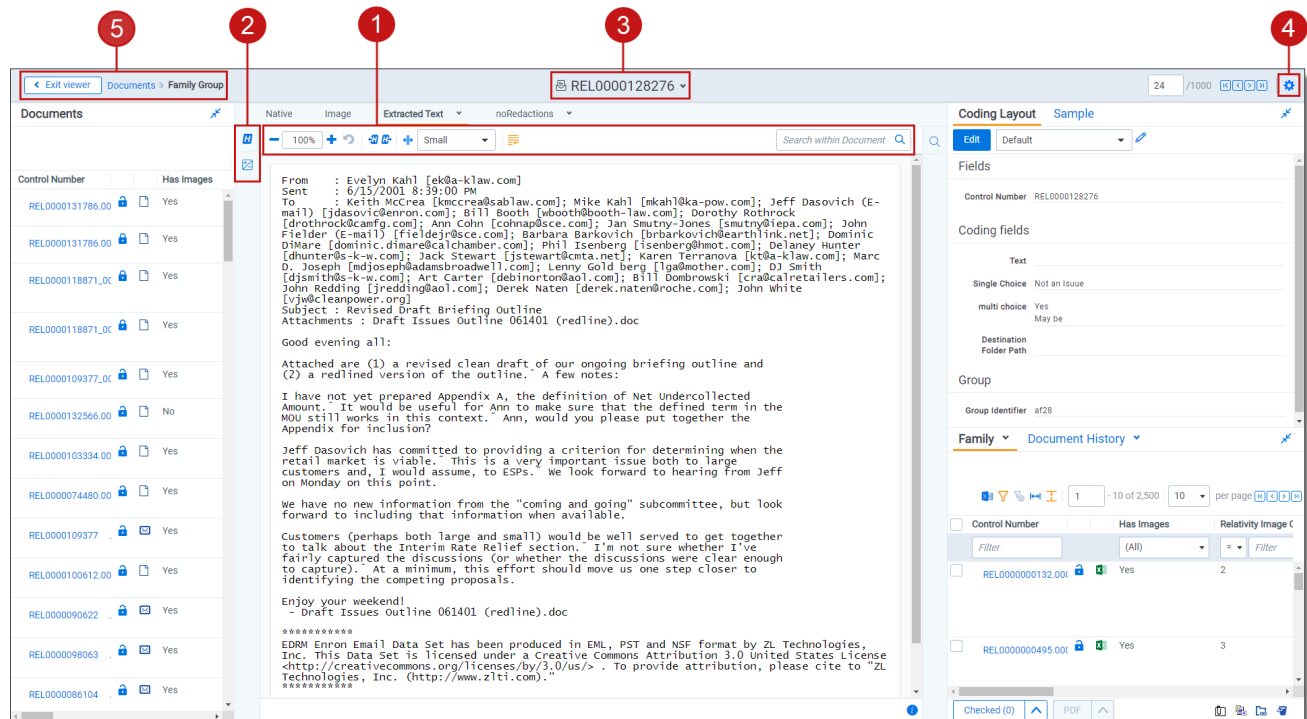 5
2
1
3
4
Exit viewer Documents > Family Group
REL0000128276
24 /1000
Documents
Control Number Has Images
REL0000131786.00 Yes
REL0000131786.00 Yes
REL0000118871_00 Yes
REL0000118871_00 Yes
REL0000109377_00 Yes
REL0000132566.00 No
REL0000103334.00 Yes
REL0000074480.00 Yes
REL0000109377 . Yes
REL0000100612.00 Yes
REL0000090622 . Yes
REL0000098063 . Yes
REL0000086104 . Yes
Native Image Extracted Text noRedactions
100% Small Search within Document
From : Evelyn Kahl [ek@a-klaw.com]
Sent : 6/15/2001 8:39:00 PM
To : Keith McCrea [kmccrea@sablaw.com]; Mike Kahl [mkahl@ka-pow.com]; Jeff Dasovich (E-
mail) [jdasovic@enron.com]; Bill Booth [wbooth@booth-law.com]; Dorothy Rothrock
[drothrock@camfg.com]; Ann Cohn [cohnap@sce.com]; Jan Smutny-Jones [smutny@iepa.com]; John
Fielder (E-mail) [fieldejr@sce.com]; Barbara Barkovich [brbarkovich@earthlink.net]; Dominic
DiMare [dominic.dimare@calchamber.com]; Phil Isenberg [isenberg@hmot.com]; Delaney Hunter
[dhunter@s-k-w.com]; Jack Stewart [jstewart@cmta.net]; Karen Terranova [kt@a-klaw.com]; Marc
D. Joseph [mdjoseph@adamsbroadwell.com]; Lenny Gold berg [lga@mother.com]; DJ Smith
[djsmith@s-k-w.com]; Art Carter [debinorton@aol.com]; Bill Dombrowski [cra@calretailers.com];
John Redding [jredding@aol.com]; Derek Naten [derek.naten@roche.com]; John White
[vjw@cleanpower.org]
Subject : Revised Draft Briefing Outline
Attachments : Draft Issues Outline 061401 (redline).doc
Good evening all:
Attached are (1) a revised clean draft of our ongoing briefing outline and
(2) a redlined version of the outline.¨ A few notes:
I have not yet prepared Appendix A, the definition of Net Undercollected
Amount.¨ It would be useful for Ann to make sure that the defined term in the
MOU still works in this context.¨ Ann, would you please put together the
Appendix for inclusion?
Jeff Dasovich has committed to providing a criterion for determining when the
retail market is viable.¨ This is a very important issue both to large
customers and, I would assume, to ESPs.¨ We look forward to hearing from Jeff
on Monday on this point.
We have no new information from the "coming and going" subcommittee, but look
forward to including that information when available.
Customers (perhaps both large and small) would be well served to get together
to talk about the Interim Rate Relief section.¨ I'm not sure whether I've
fairly captured the discussions (or whether the discussions were clear enough
to capture).¨ At a minimum, this effort should move us one step closer to
identifying the competing proposals.
Enjoy your weekend!
- Draft Issues Outline 061401 (redline).doc
***********
EDRM Enron Email Data Set has been produced in EML, PST and NSF format by ZL Technologies,
Inc. This Data Set is licensed under a Creative Commons Attribution 3.0 United States License
<http://creativecommons.org/licenses/by/3.0/us/> . To provide attribution, please cite to "ZL
Technologies, Inc. (http://www.zlti.com)."
***********
Coding Layout Sample
Edit Default
Fields
Control Number REL0000128276
Coding fields
Text
Single Choice Not an Isuue
multi choice Yes
May be
Destination
Folder Path
Group
Group Identifier af28
Family Document History
1 - 10 of 2,500 10 per page
Control Number Has Images Relativity Image C
Filter (All) = Filter
REL0000000132.000 Yes 2
REL0000000495.000 Yes 3
Checked (0) PDF